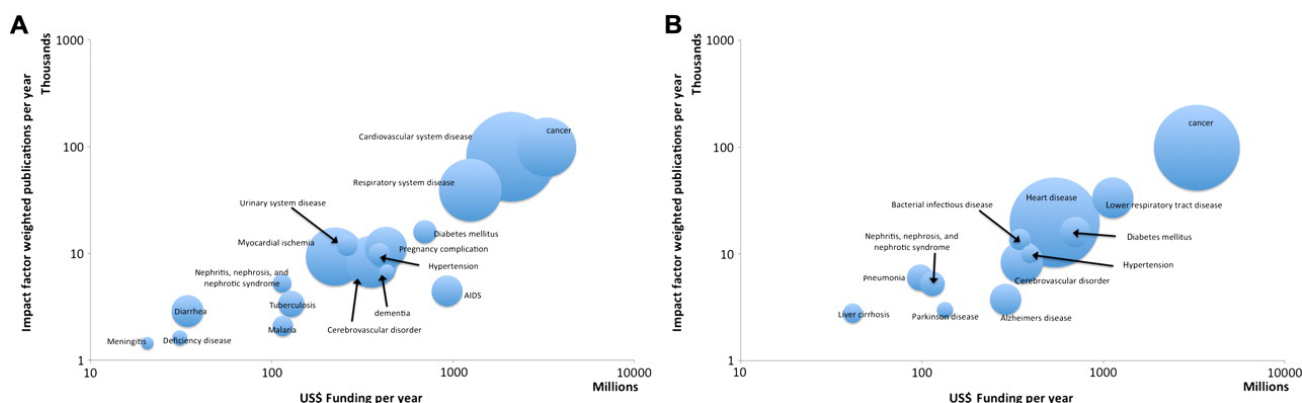 A
Impact factor weighted publications per year
Thousands
1000
100
10
1
Cardiovascular system disease
cancer
Respiratory system disease
Urinary system disease
Diabetes mellitus
Myocardial ischemia
Pregnancy complication
Hypertension
Nephritis, nephrosis, and
nephrotic syndrome
AIDS
Tuberculosis
Diarrhea
dementia
Malaria
Cerebrovascular disorder
Meningitis
Deficiency disease
10
100
1000
10000
Millions
US$ Funding per year
B
Impact factor weighted publications per year
Thousands
1000
100
10
1
cancer
Heart disease
Lower respiratory tract disease
Bacterial infectious disease
Diabetes mellitus
Nephritis, nephrosis, and
nephrotic syndrome
Hypertension
Pneumonia
Cerebrovascular disorder
Liver cirrhosis
Parkinson disease
Alzheimers disease
10
100
1000
10000
Millions
US$ Funding per year